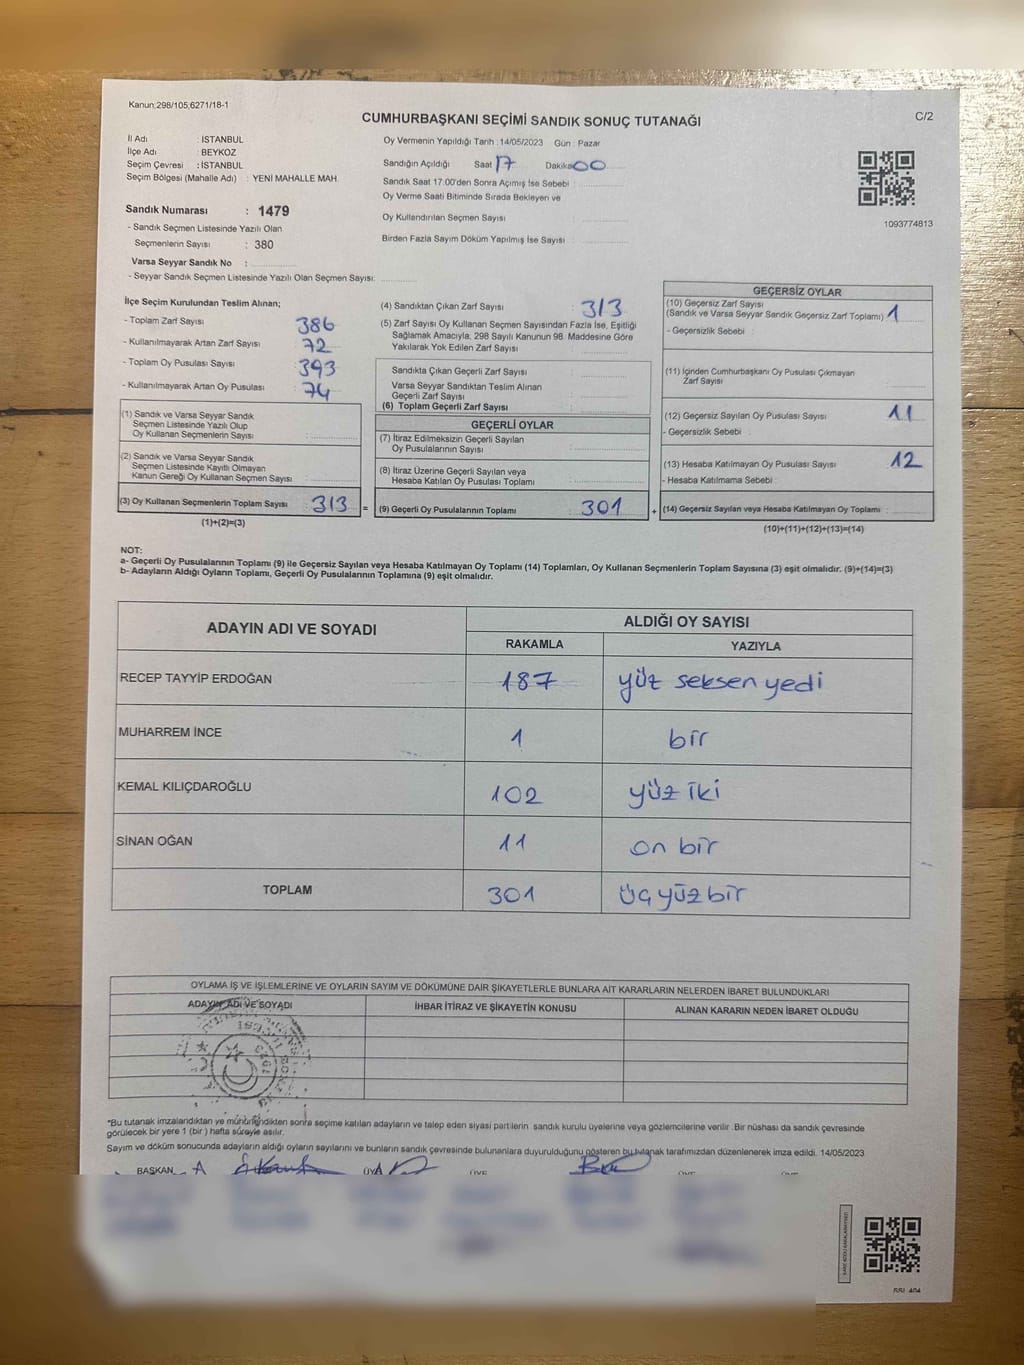 Kanun:298/105;6271/18-1
C/2
CUMHURBAŞKANI SEÇİMİ SANDIK SONUÇ TUTANAĞI
İl Adı : İSTANBUL
İlçe Adı : BEYKOZ
Seçim Çevresi : İSTANBUL
Seçim Bölgesi (Mahalle Adı) : YENİ MAHALLE MAH.
Sandık Numarası : 1479
- Sandık Seçmen Listesinde Yazılı Olan
Seçmenlerin Sayısı : 380
Varsa Seyyar Sandık No :
- Seyyar Sandık Seçmen Listesinde Yazılı Olan Seçmen Sayısı:
Oy Vermenin Yapıldığı Tarih : 14/05/2023 Gün : Pazar
Sandığın Açıldığı Saat 17 Dakika 00
Sandık Saat 17:00'den Sonra Açımış İse Sebebi :
Oy Verme Saati Bitiminde Sırada Bekleyen ve
Oy Kullandırılan Seçmen Sayısı :
Birden Fazla Sayım Döküm Yapılmış İse Sayısı :
1093774813
İlçe Seçim Kurulundan Teslim Alınan;
- Toplam Zarf Sayısı 386
- Kullanılmayarak Artan Zarf Sayısı 72
- Toplam Oy Pusulası Sayısı 393
- Kullanılmayarak Artan Oy Pusulası 74
(1) Sandık ve Varsa Seyyar Sandık
Seçmen Listesinde Yazılı Olup
Oy Kullanan Seçmenlerin Sayısı :
(2) Sandık ve Varsa Seyyar Sandık
Seçmen Listesinde Kayıtlı Olmayan
Kanun Gereği Oy Kullanan Seçmen Sayısı :
(3) Oy Kullanan Seçmenlerin Toplam Sayısı : 313 =
(1)+(2)=(3)
(4) Sandıktan Çıkan Zarf Sayısı : 313
(5) Zarf Sayısı Oy Kullanan Seçmen Sayısından Fazla İse, Eşitliği
Sağlamak Amacıyla, 298 Sayılı Kanunun 98. Maddesine Göre
Yakılarak Yok Edilen Zarf Sayısı :
Sandıkta Çıkan Geçerli Zarf Sayısı :
Varsa Seyyar Sandıktan Teslim Alınan
Geçerli Zarf Sayısı :
(6) Toplam Geçerli Zarf Sayısı :
GEÇERLİ OYLAR
(7) İtiraz Edilmeksizin Geçerli Sayılan
Oy Pusulalarının Sayısı :
(8) İtiraz Üzerine Geçerli Sayılan veya
Hesaba Katılan Oy Pusulası Toplamı :
(9) Geçerli Oy Pusulalarının Toplamı : 301 +
GEÇERSİZ OYLAR
(10) Geçersiz Zarf Sayısı
(Sandık ve Varsa Seyyar Sandık Geçersiz Zarf Toplamı) : 1
- Geçersizlik Sebebi :
(11) İçinden Cumhurbaşkanı Oy Pusulası Çıkmayan
Zarf Sayısı :
(12) Geçersiz Sayılan Oy Pusulası Sayısı : 11
- Geçersizlik Sebebi :
(13) Hesaba Katılmayan Oy Pusulası Sayısı : 12
- Hesaba Katılmama Sebebi :
(14) Geçersiz Sayılan veya Hesaba Katılmayan Oy Toplamı :
(10)+(11)+(12)+(13)=(14)
NOT:
a- Geçerli Oy Pusulalarının Toplamı (9) ile Geçersiz Sayılan veya Hesaba Katılmayan Oy Toplamı (14) Toplamları, Oy Kullanan Seçmenlerin Toplam Sayısına (3) eşit olmalıdır. (9)+(14)=(3)
b- Adayların Aldığı Oyların Toplamı, Geçerli Oy Pusulalarının Toplamına (9) eşit olmalıdır.
ADAYIN ADI VE SOYADI ALDIĞI OY SAYISI
RAKAMLA YAZIYLA
RECEP TAYYİP ERDOĞAN 187 yüz seksen yedi
MUHARREM İNCE 1 bir
KEMAL KILIÇDAROĞLU 102 yüz iki
SİNAN OĞAN 11 on bir
TOPLAM 301 üçyüz bir
OYLAMA İŞ VE İŞLEMLERİNE VE OYLARIN SAYIM VE DÖKÜMÜNE DAİR ŞİKAYETLERLE BUNLARA AİT KARARLARIN NELERDEN İBARET BULUNDUKLARI
ADAYIN ADI VE SOYADI İHBAR İTİRAZ VE ŞİKAYETİN KONUSU ALINAN KARARIN NEDEN İBARET OLDUĞU
1923
*Bu tutanak imzalandıktan ve mühürlendikten sonra seçime katılan adayların ve talep eden siyasi partilerin sandık kurulu üyelerine veya gözlemcilerine verilir. Bir nüshası da sandık çevresinde
görülecek bir yere 1 (bir) hafta süreyle asılır.
Sayım ve döküm sonucunda adayların aldığı oyların sayılarını ve bunların sandık çevresinde bulunanlara duyurulduğunu gösteren bu tutanak tarafımızdan düzenlenerek imza edildi. 14/05/2023
BAŞKAN ÜYE ÜYE